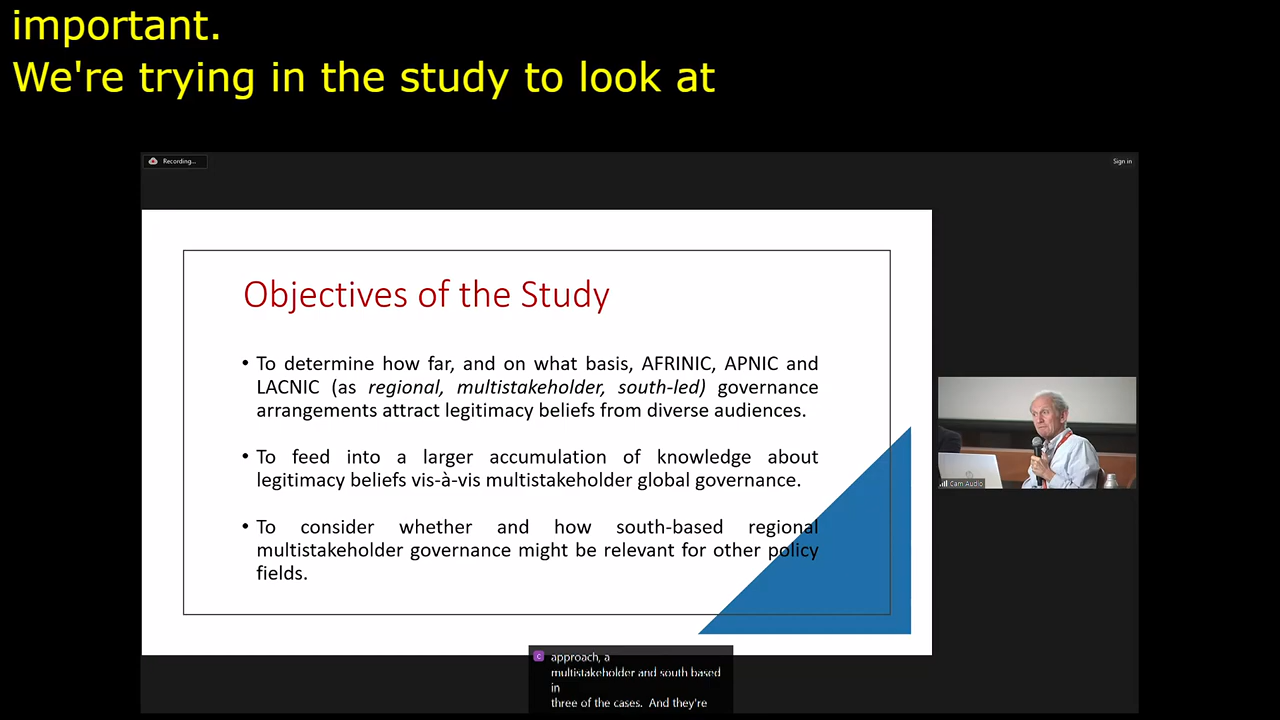 important.
We're trying in the study to look at
Recording...
Sign in
Objectives of the Study
• To determine how far, and on what basis, AFRINIC, APNIC and
LACNIC (as regional, multistakeholder, south-led) governance
arrangements attract legitimacy beliefs from diverse audiences.
• To feed into a larger accumulation of knowledge about
legitimacy beliefs vis-à-vis multistakeholder global governance.
• To consider whether and how south-based regional
multistakeholder governance might be relevant for other policy
fields.
Cam Audio
C
approach, a
multistakeholder and south based
in
three of the cases. And they're